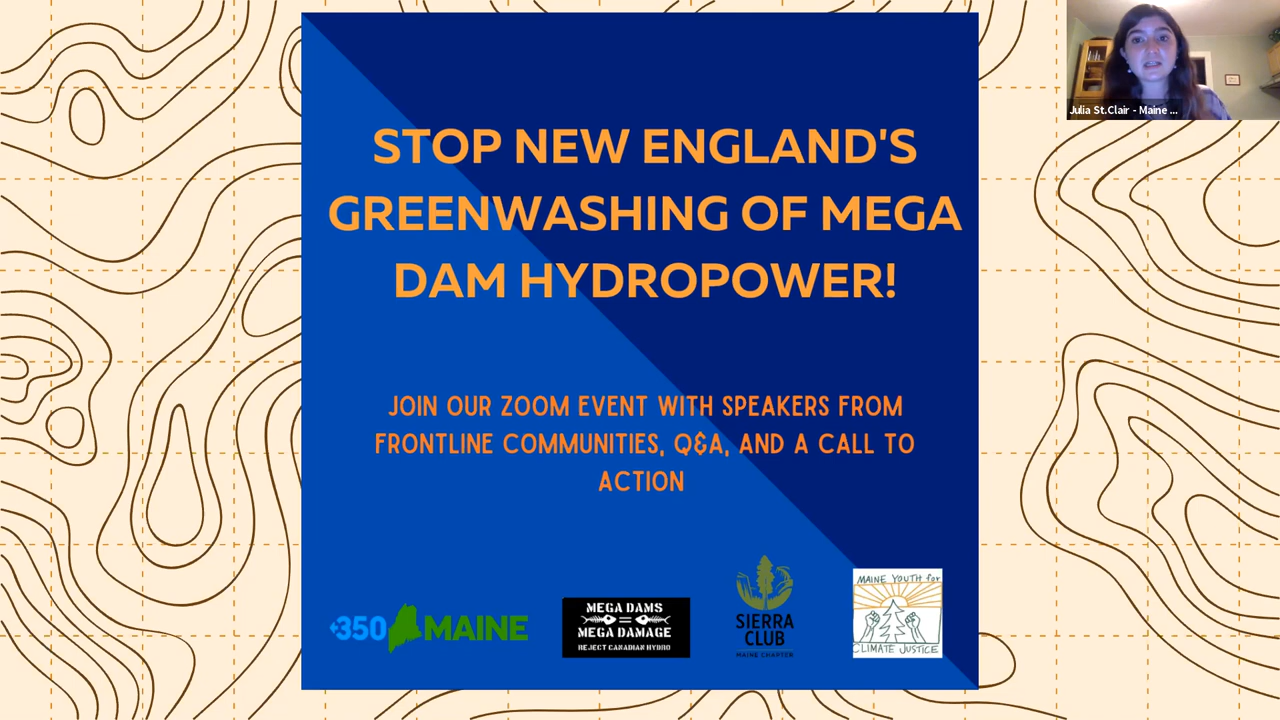 Julia St.Clair - Maine ...
STOP NEW ENGLAND'S
GREENWASHING OF MEGA
DAM HYDROPOWER!
JOIN OUR ZOOM EVENT WITH SPEAKERS FROM
FRONTLINE COMMUNITIES, Q&A, AND A CALL TO
ACTION
350 MAINE
MEGA DAMS
=
MEGA DAMAGE
REJECT CANADIAN HYDRO
SIERRA
CLUB
MAINE CHAPTER
MAINE YOUTH for
CLIMATE JUSTICE